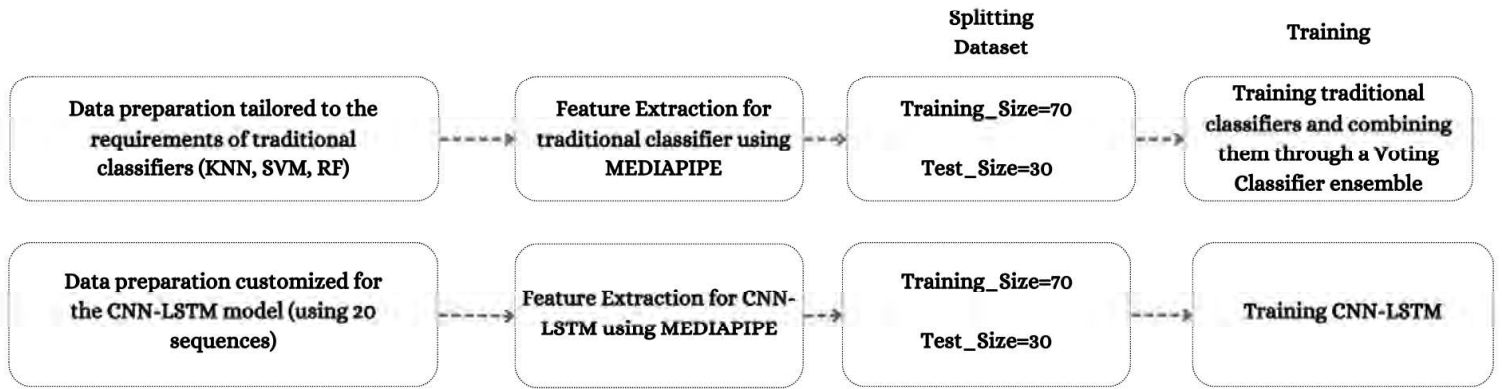 Splitting
Dataset
Training
Data preparation tailored to the
requirements of traditional
classifiers (KNN, SVM, RF)
Feature Extraction for
traditional classifier using
MEDIAPIPE
Training_Size=70
Test_Size=30
Training traditional
classifiers and combining
them through a Voting
Classifier ensemble
Data preparation customized for
the CNN-LSTM model (using 20
sequences)
Feature Extraction for CNN-
LSTM using MEDIAPIPE
Training_Size=70
Test_Size=30
Training CNN-LSTM